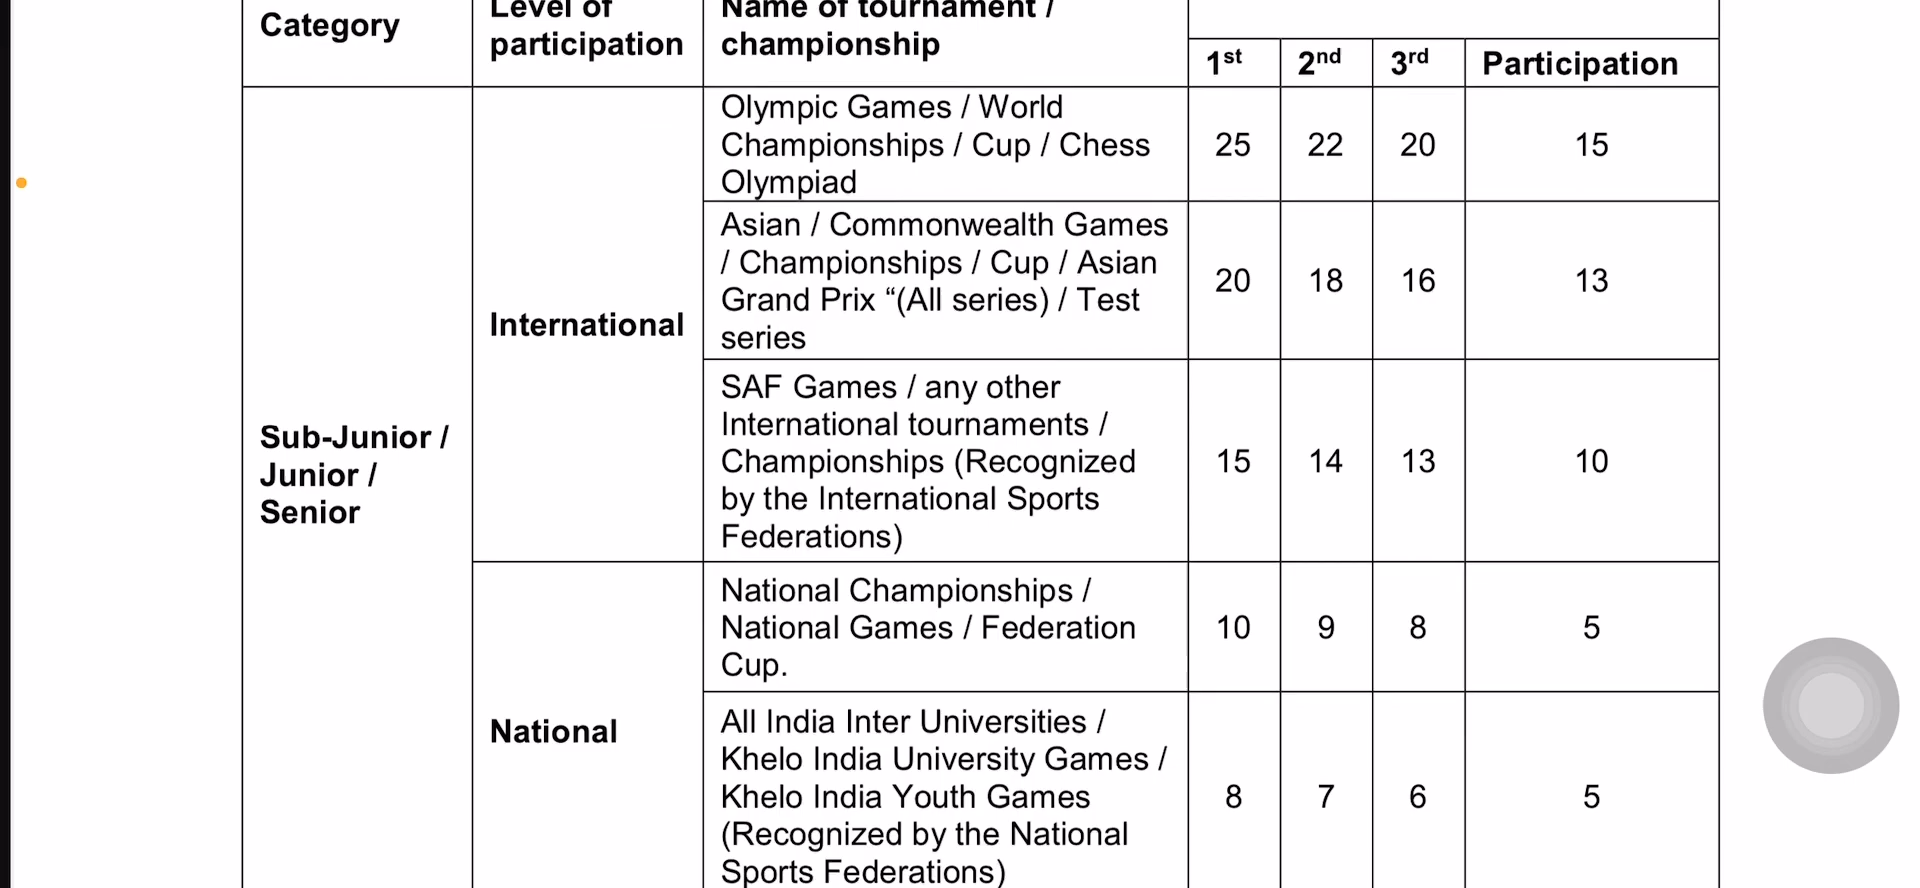 Category
Level of
participation
Name of tournament /
championship
1st
2nd
3rd
Participation
Sub-Junior /
Junior /
Senior
International
Olympic Games / World
Championships / Cup / Chess
Olympiad
25
22
20
15
Asian / Commonwealth Games
/ Championships / Cup / Asian
Grand Prix “(All series) / Test
series
20
18
16
13
SAF Games / any other
International tournaments /
Championships (Recognized
by the International Sports
Federations)
15
14
13
10
National
National Championships /
National Games / Federation
Cup.
10
9
8
5
All India Inter Universities /
Khelo India University Games /
Khelo India Youth Games
(Recognized by the National
Sports Federations)
8
7
6
5